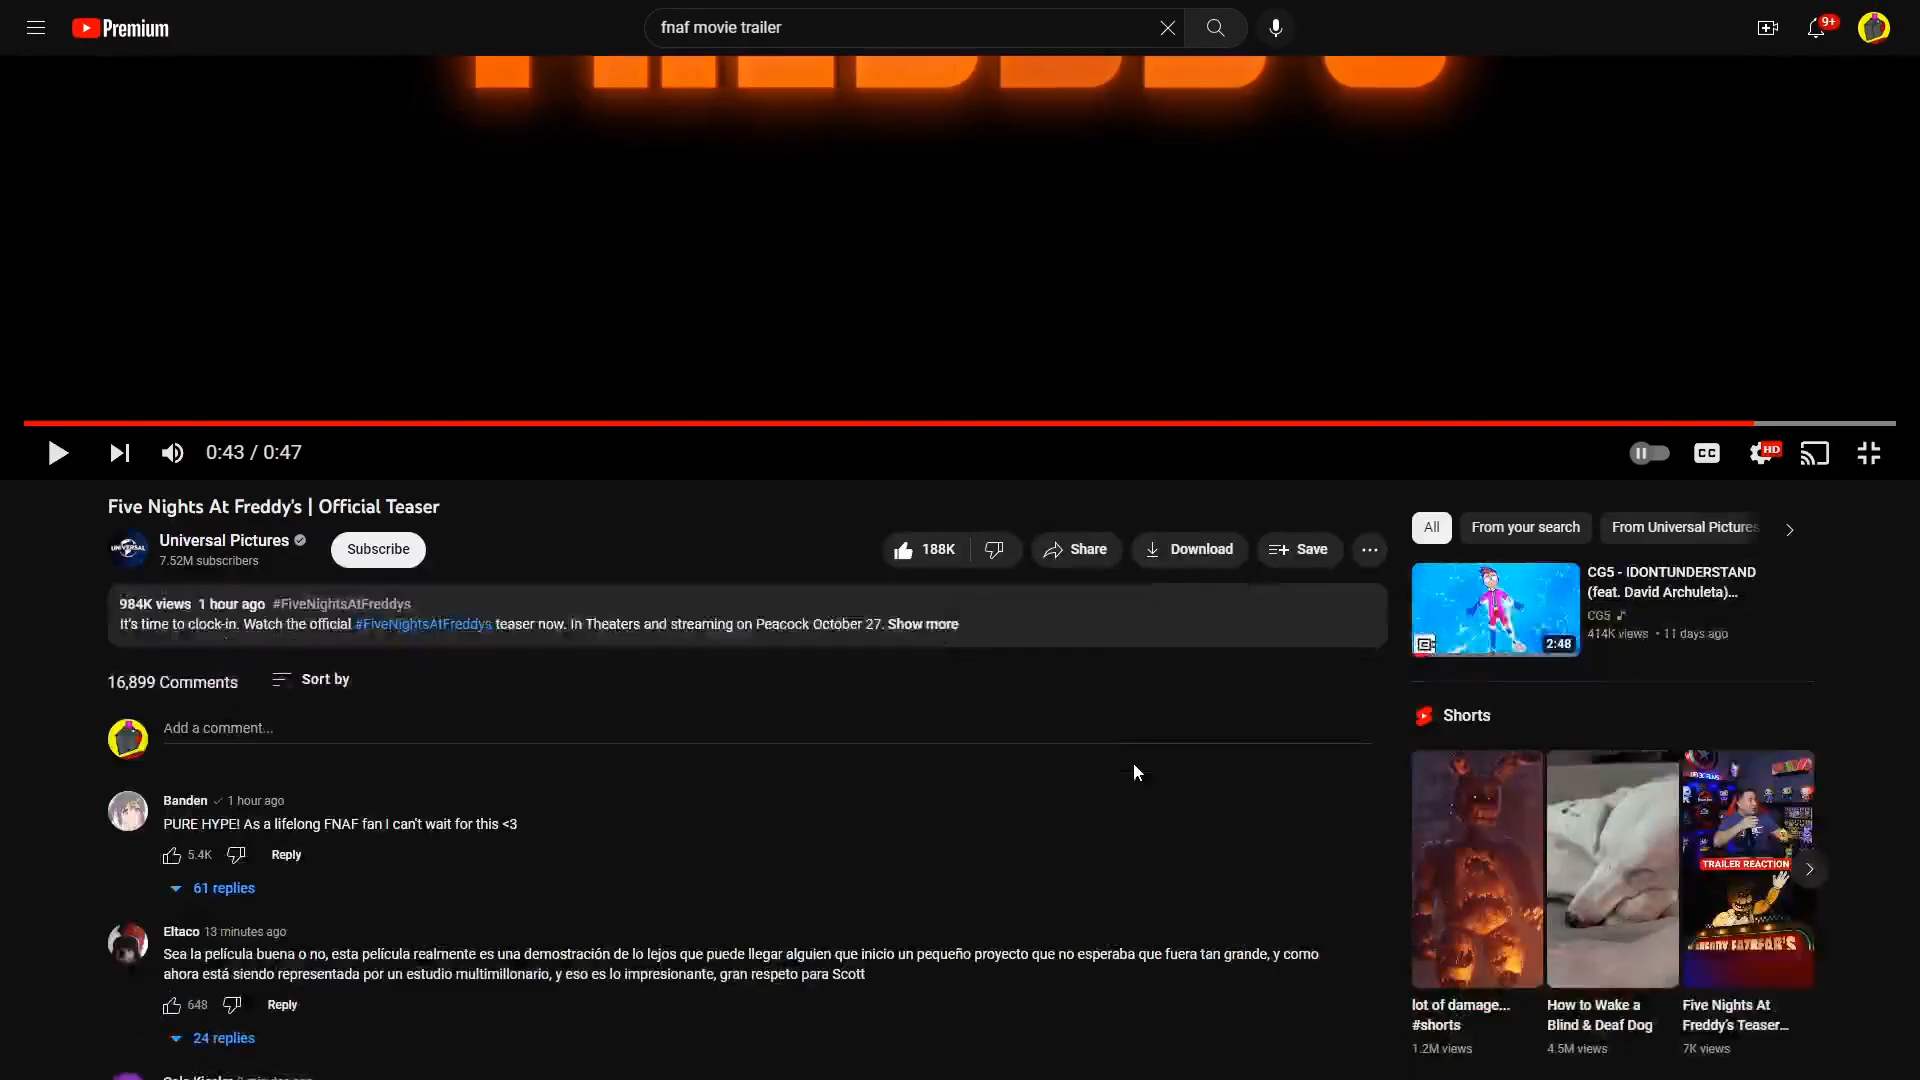 Premium
fnaf movie trailer
9+
0:43 / 0:47
CC
HD
Five Nights At Freddy's | Official Teaser
UNIVERSAL
Universal Pictures
7.52M subscribers
Subscribe
188K
Share
Download
Save
984K views 1 hour ago #FiveNightsAtFreddys
It's time to clock-in. Watch the official #FiveNightsAtFreddys teaser now. In Theaters and streaming on Peacock October 27. Show more
16,899 Comments
Sort by
Add a comment...
Banden 1 hour ago
PURE HYPE! As a lifelong FNAF fan I can't wait for this <3
5.4K
Reply
61 replies
Eltaco 13 minutes ago
Sea la película buena o no, esta película realmente es una demostración de lo lejos que puede llegar alguien que inicio un pequeño proyecto que no esperaba que fuera tan grande, y como
ahora está siendo representada por un estudio multimillonario, y eso es lo impresionante, gran respeto para Scott
648
Reply
24 replies
All
From your search
From Universal Pictures
CG5 - IDONTUNDERSTAND
(feat. David Archuleta)...
CG5
414K views • 11 days ago
2:48
Shorts
TRAILER REACTION
FREDDY FAZBEAR'S
lot of damage...
#shorts
1.2M views
How to Wake a
Blind & Deaf Dog
4.5M views
Five Nights At
Freddy's Teaser...
7K views